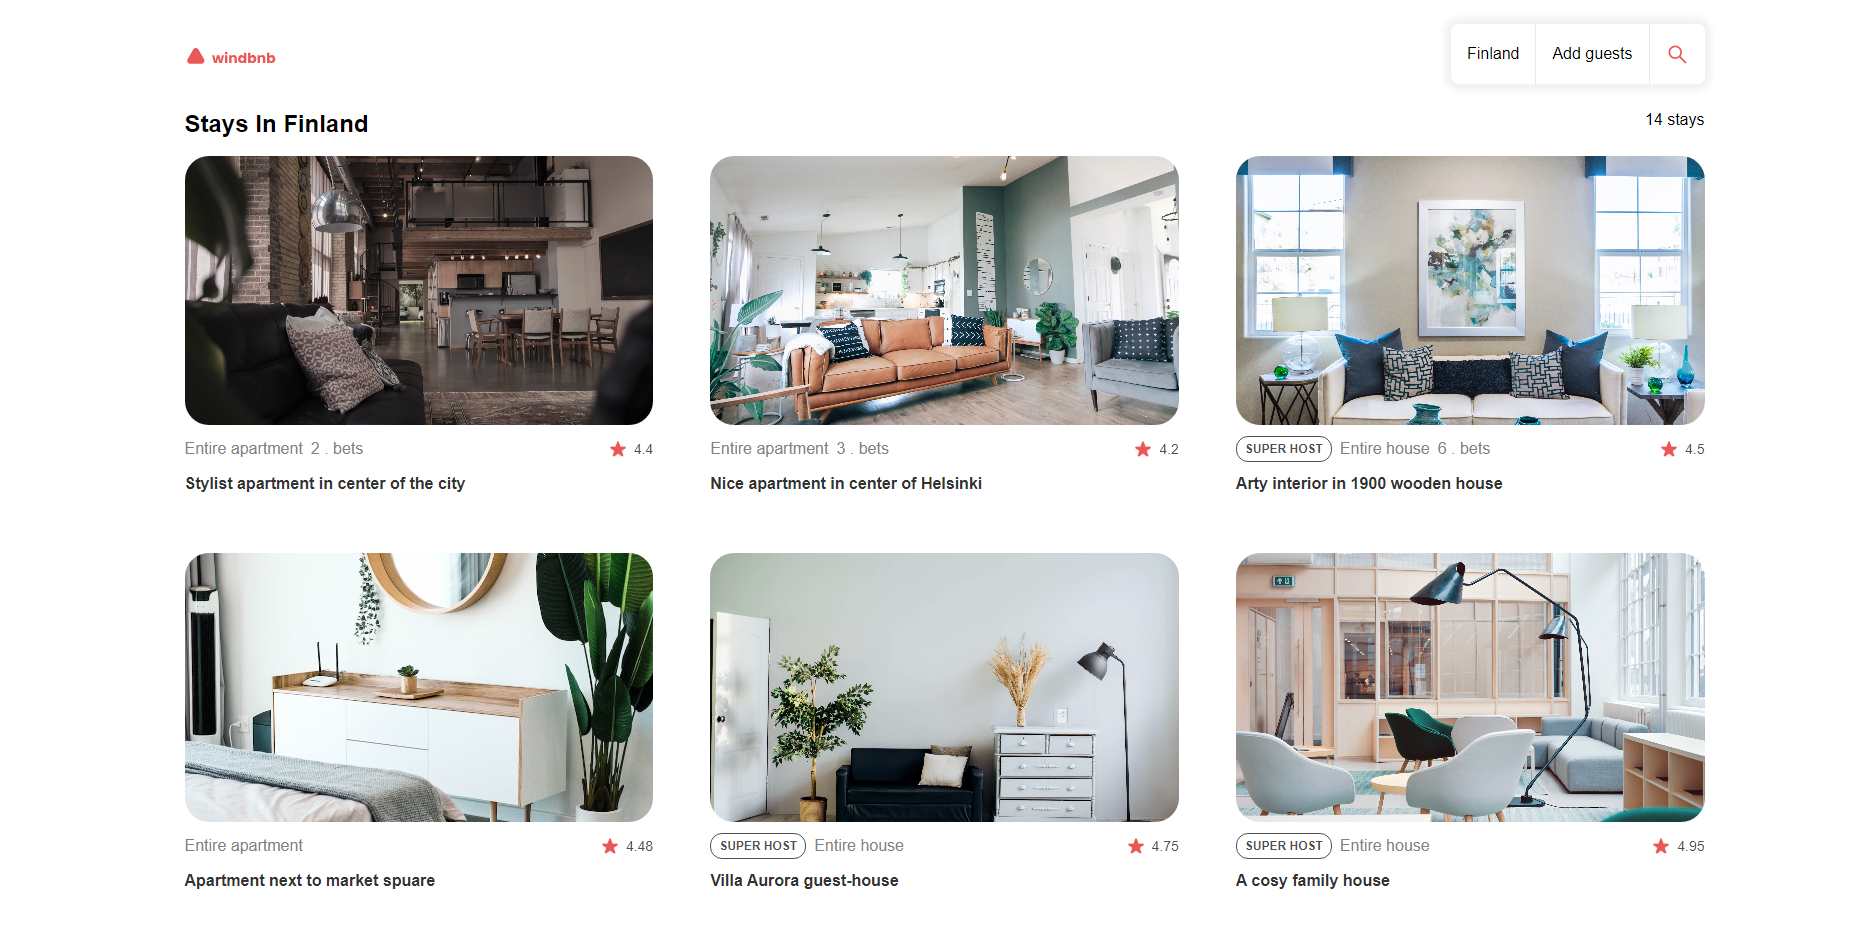 windbnb
Finland
Add guests
Stays In Finland
14 stays
Entire apartment 2 . bets
4.4
Stylist apartment in center of the city
Entire apartment 3 . bets
4.2
Nice apartment in center of Helsinki
SUPER HOST
Entire house 6 . bets
4.5
Arty interior in 1900 wooden house
Entire apartment
4.48
Apartment next to market spuare
SUPER HOST
Entire house
4.75
Villa Aurora guest-house
SUPER HOST
Entire house
4.95
A cosy family house